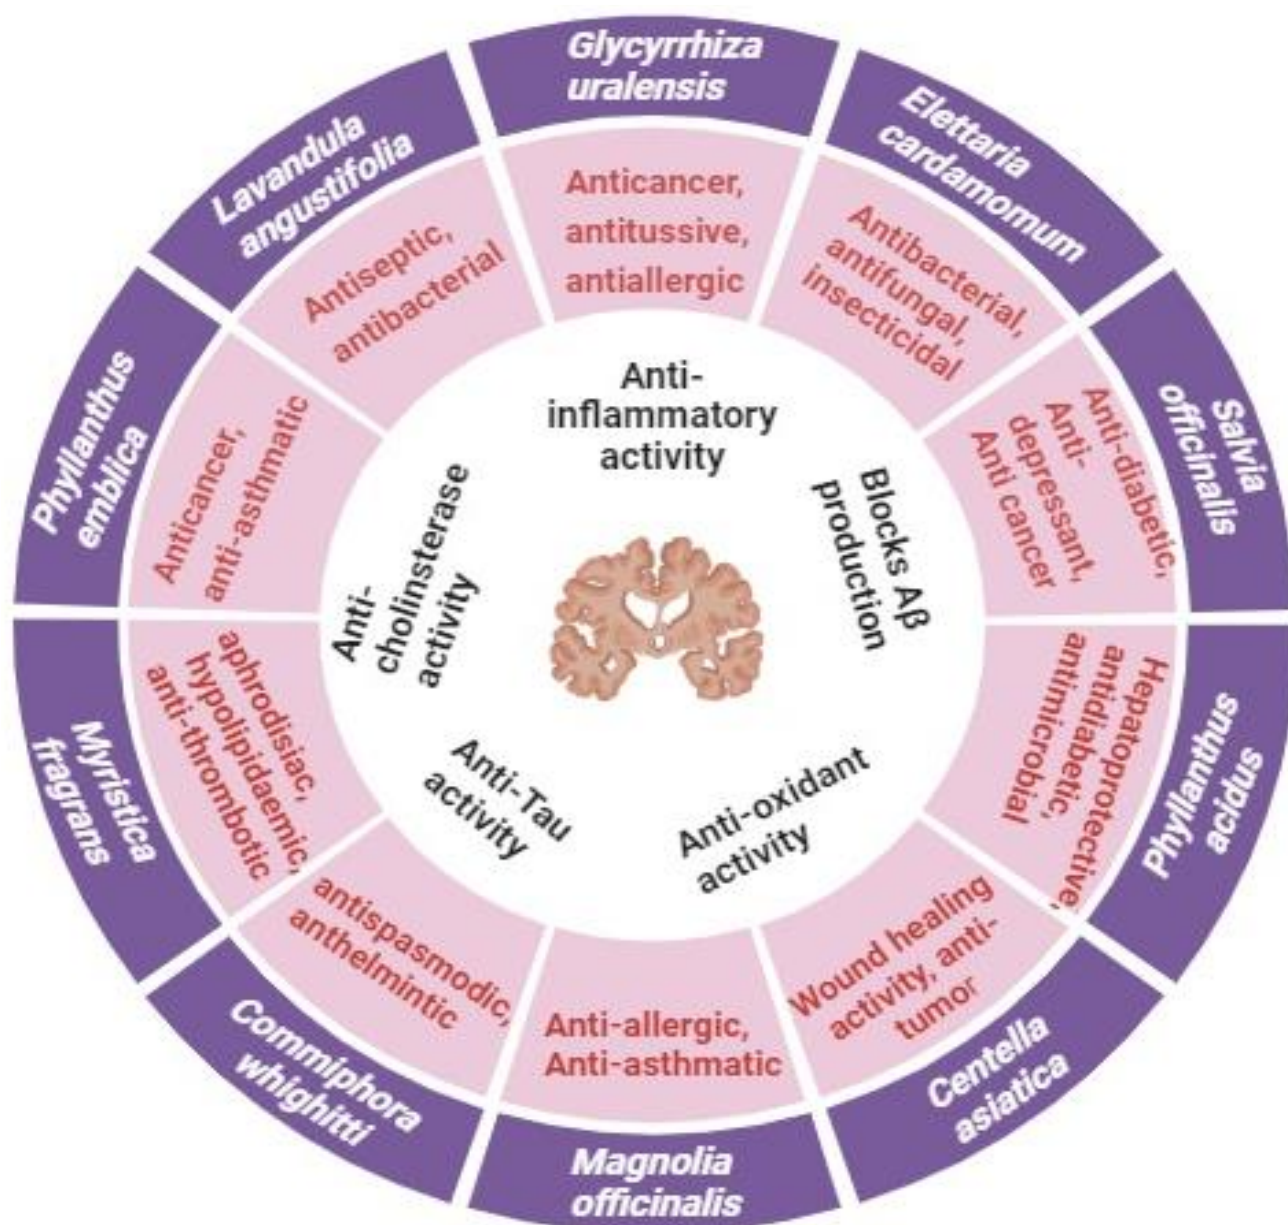 Glycyrrhiza
uralensis
Anticancer,
antitussive,
antiallergic
Elettaria
cardamomum
Antibacterial,
antifungal,
insecticidal
Salvia
officinalis
Anti-diabetic,
Anti-
depressant,
Anti cancer
Phyllanthus
acidus
Hepatoprotective,
antidiabetic,
antimicrobial
Centella
asiatica
Wound healing
activity, anti-
tumor
Magnolia
officinalis
Anti-allergic,
Anti-asthmatic
Commiphora
whighitti
antispasmodic,
anthelmintic
Myristica
fragrans
aphrodisiac,
hypolipidaemic,
anti-thrombotic
Phyllanthus
emblica
Anticancer,
anti-asthmatic
Lavandula
angustifolia
Antiseptic,
antibacterial
Anti-
inflammatory
activity
Blocks Aβ
production
Anti-oxidant
activity
Anti-Tau
activity
Anti-
cholinsterase
activity